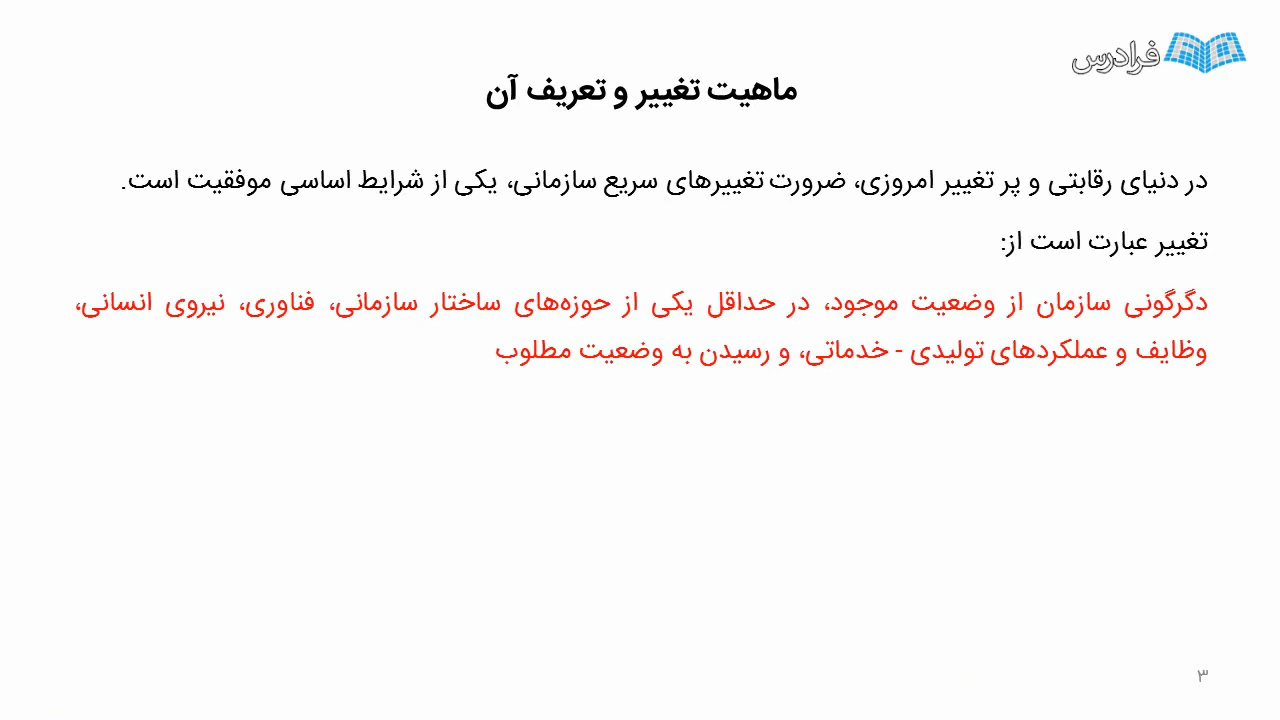 فرادرس
ماهیت تغییر و تعریف آن
در دنیای رقابتی و پر تغییر امروزی، ضرورت تغییرهای سریع سازمانی، یکی از شرایط اساسی موفقیت است.
تغییر عبارت است از:
دگرگونی سازمان از وضعیت موجود، در حداقل یکی از حوزه‌های ساختار سازمانی، فناوری، نیروی انسانی،
وظایف و عملکردهای تولیدی - خدماتی، و رسیدن به وضعیت مطلوب
۳